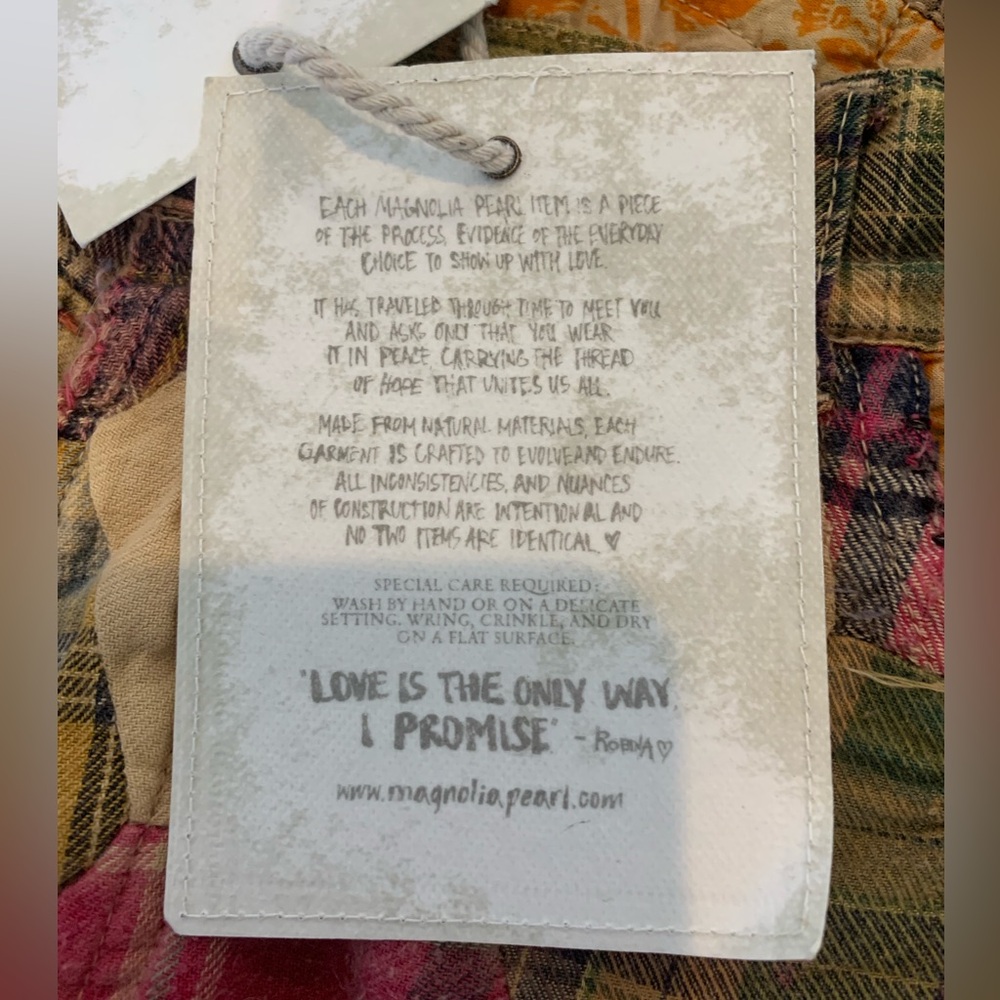 EACH MAGNOLIA PEARL ITEM IS A PIECE
OF THE PROCESS, EVIDENCE OF THE EVERYDAY
CHOICE TO SHOW UP WITH LOVE.
IT HAS TRAVELED THROUGH TIME TO MEET YOU
AND ASKS ONLY THAT YOU WEAR
IT IN PEACE, CARRYING THE THREAD
OF HOPE THAT UNITES US ALL.
MADE FROM NATURAL MATERIALS, EACH
GARMENT IS CRAFTED TO EVOLVE AND ENDURE.
ALL INCONSISTENCIES, AND NUANCES
OF CONSTRUCTION ARE INTENTIONAL AND
NO TWO ITEMS ARE IDENTICAL. ♥
SPECIAL CARE REQUIRED:
WASH BY HAND OR ON A DELICATE
SETTING. WRING, CRINKLE, AND DRY
ON A FLAT SURFACE.
"LOVE IS THE ONLY WAY,
I PROMISE" - ROBIN♡
www.magnoliapearl.com